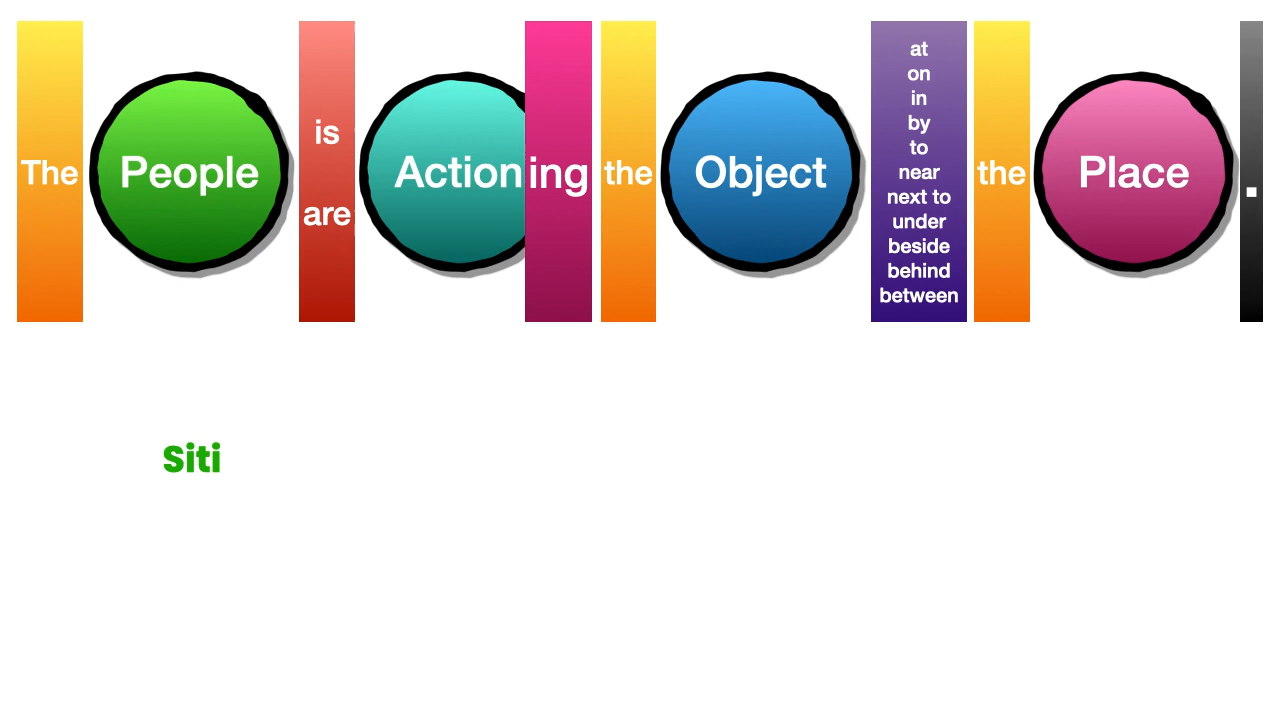 The
People
is
are
Action
ing
the
Object
at
on
in
by
to
near
next to
under
beside
behind
between
the
Place
.
Siti